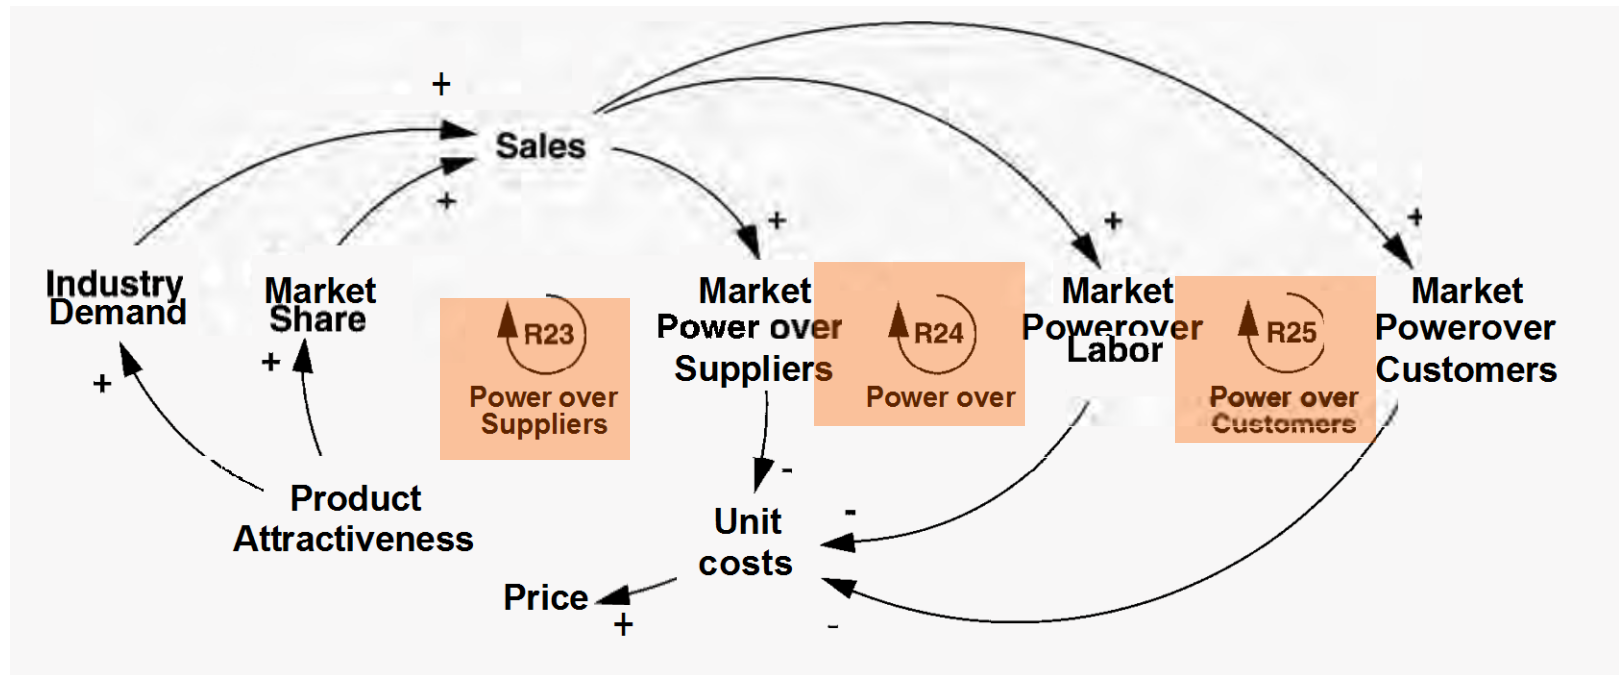 +
Sales
+
+
+
+
Industry
Demand
Market
Share
R23
Power over
Suppliers
Market
Power over
Suppliers
R24
Power over
Market
Powerover
Labor
R25
Power over
Customers
Market
Powerover
Customers
+
+
Product
Attractiveness
-
-
Unit
costs
Price
+
-